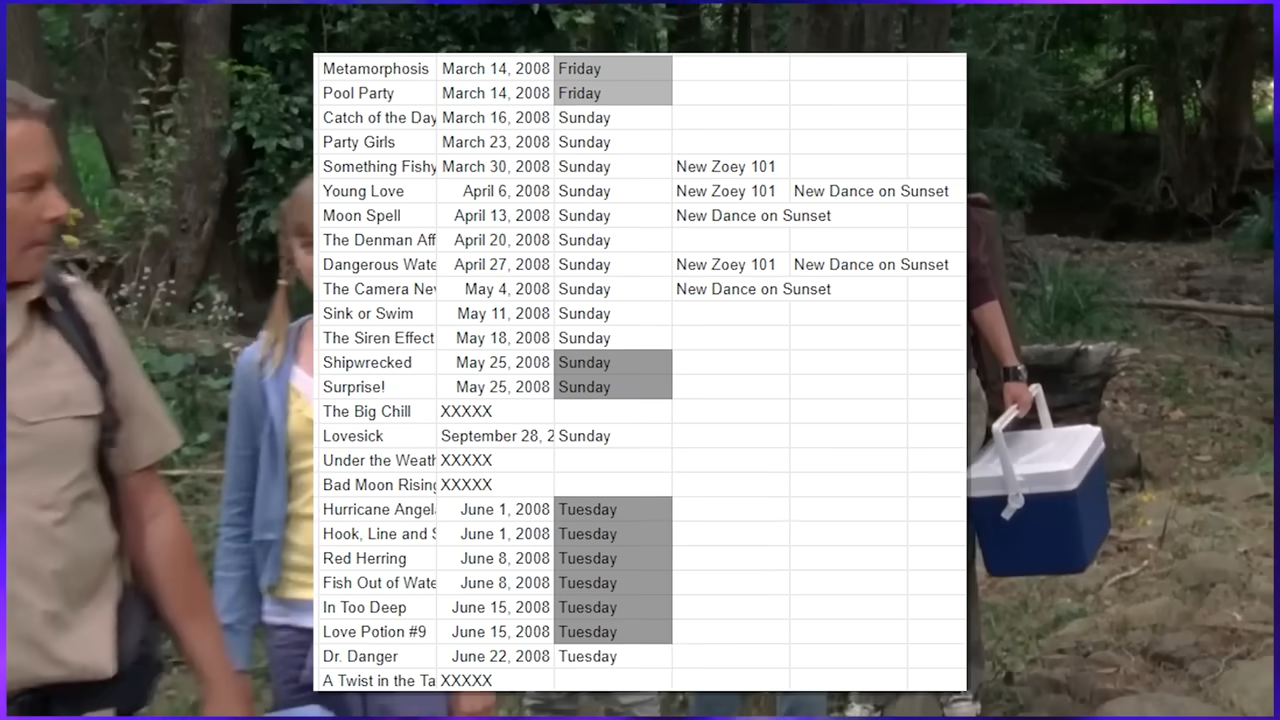 Metamorphosis March 14, 2008 Friday
Pool Party March 14, 2008 Friday
Catch of the Day March 16, 2008 Sunday
Party Girls March 23, 2008 Sunday
Something Fishy March 30, 2008 Sunday New Zoey 101
Young Love April 6, 2008 Sunday New Zoey 101 New Dance on Sunset
Moon Spell April 13, 2008 Sunday New Dance on Sunset
The Denman Aff April 20, 2008 Sunday
Dangerous Wate April 27, 2008 Sunday New Zoey 101 New Dance on Sunset
The Camera Nev May 4, 2008 Sunday New Dance on Sunset
Sink or Swim May 11, 2008 Sunday
The Siren Effect May 18, 2008 Sunday
Shipwrecked May 25, 2008 Sunday
Surprise! May 25, 2008 Sunday
The Big Chill XXXXX
Lovesick September 28, 2 Sunday
Under the Weath XXXXX
Bad Moon Rising XXXXX
Hurricane Angel June 1, 2008 Tuesday
Hook, Line and S June 1, 2008 Tuesday
Red Herring June 8, 2008 Tuesday
Fish Out of Wate June 8, 2008 Tuesday
In Too Deep June 15, 2008 Tuesday
Love Potion #9 June 15, 2008 Tuesday
Dr. Danger June 22, 2008 Tuesday
A Twist in the Ta XXXXX